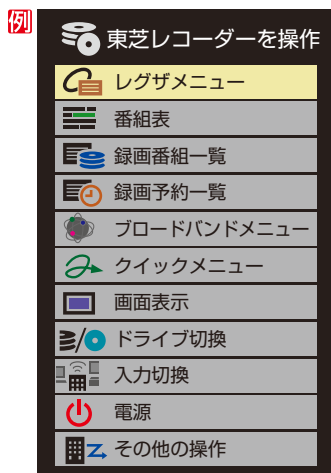 例
東芝レコーダーを操作
レグザメニュー
番組表
録画番組一覧
録画予約一覧
ブロードバンドメニュー
クイックメニュー
画面表示
ドライブ切換
入力切換
電源
その他の操作